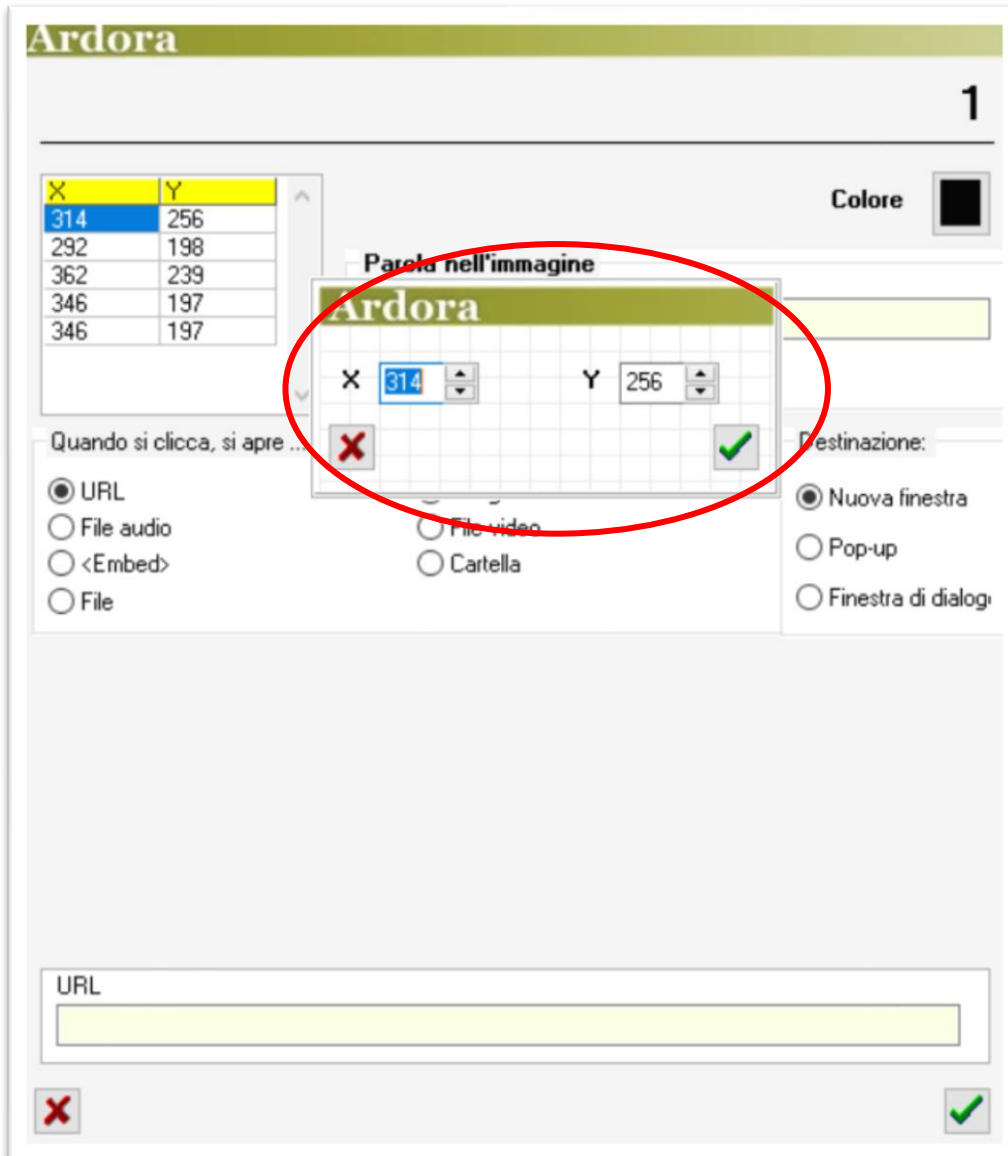 Ardora
1
X Y
314 256
292 198
362 239
346 197
346 197
Colore
Parola nell'immagine
Ardora
X 314 Y 256
Quando si clicca, si apre ...
URL
File audio
File video
<Embed>
Cartella
File
Destinazione:
Nuova finestra
Pop-up
Finestra di dialog
URL